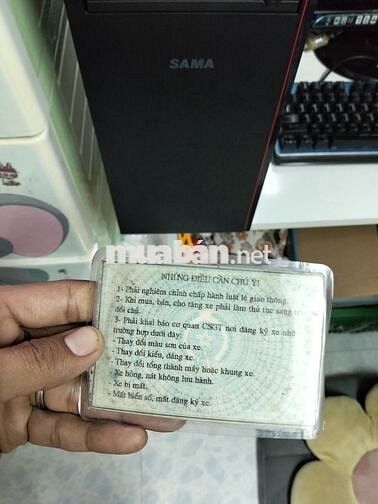 SAMA
muaban.net
NHỮNG ĐIỀU CẦN CHÚ Ý!
1- Phải nghiêm chỉnh chấp hành luật lệ giao thông.
2- Khi mua, bán, cho tặng xe phải làm thủ tục sang tên
đổi chủ.
3- Phải khai báo cơ quan CSGT nơi đăng ký xe những
trường hợp dưới đây:
- Thay đổi màu sơn của xe.
- Thay đổi kiểu, dáng xe.
- Thay đổi tổng thành máy hoặc khung xe.
- Xe hỏng, nát không lưu hành.
- Xe bị mất.
- Mất biển số, mất đăng ký xe.